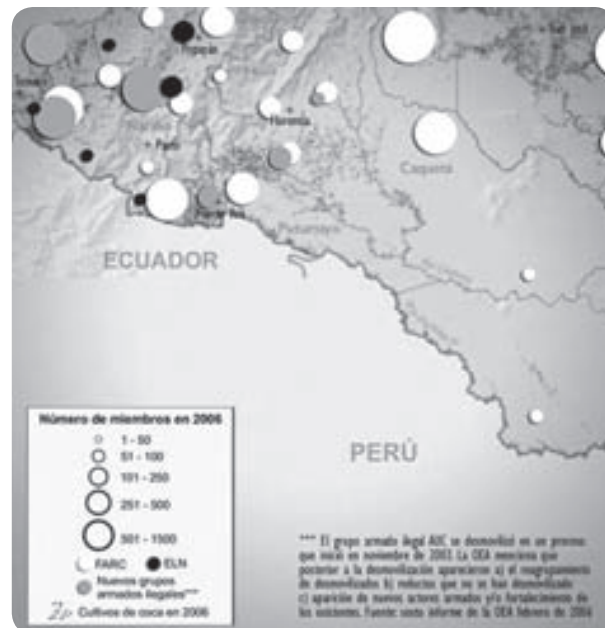 Popayán
Florencia
Pasto
Caquetá
Putumayo
ECUADOR
PERÚ
Número de miembros en 2006
1 - 50
51 - 100
101 - 250
251 - 500
501 - 1500
FARC
ELN
Nuevos grupos
armados ilegales***
Cultivos de coca en 2006
*** El grupo armado ilegal AUC se desmovilizó en un proceso
que inició en noviembre de 2003. La OEA menciona que
posterior a la desmovilización aparecieron a) el reagrupamiento
de desmovilizados b) reductos que no se han desmovilizado
c) aparición de nuevos actores armados y/o fortalecimiento de
los existentes. Fuente: sexto informe de la OEA febrero de 2006